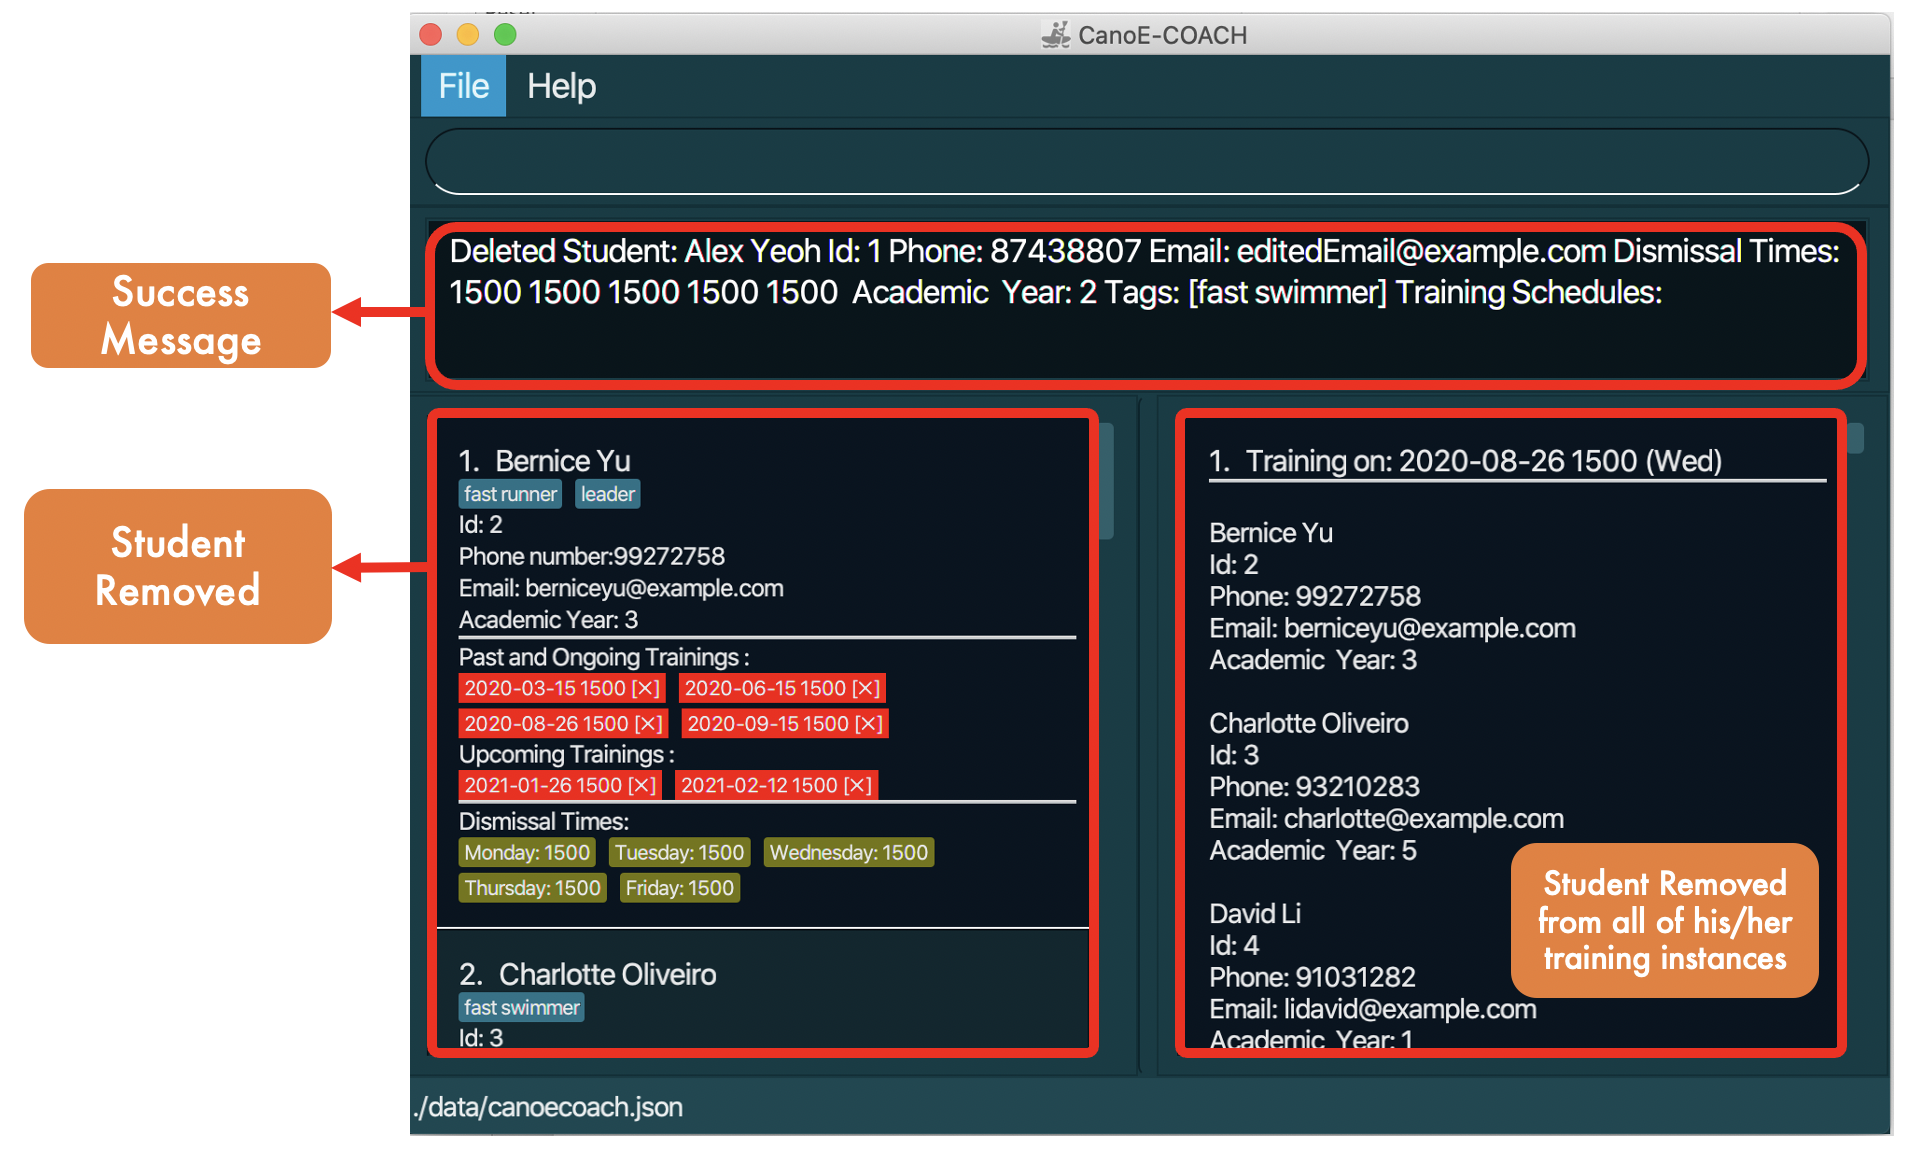 CanoE-COACH
File Help
Deleted Student: Alex Yeoh Id: 1 Phone: 87438807 Email: editedEmail@example.com Dismissal Times:
1500 1500 1500 1500 1500 Academic Year: 2 Tags: [fast swimmer] Training Schedules:
Success
Message
Student
Removed
1. Bernice Yu
fast runner leader
Id: 2
Phone number:99272758
Email: berniceyu@example.com
Academic Year: 3
Past and Ongoing Trainings :
2020-03-15 1500 [✕] 2020-06-15 1500 [✕]
2020-08-26 1500 [✕] 2020-09-15 1500 [✕]
Upcoming Trainings :
2021-01-26 1500 [✕] 2021-02-12 1500 [✕]
Dismissal Times:
Monday: 1500 Tuesday: 1500 Wednesday: 1500
Thursday: 1500 Friday: 1500
2. Charlotte Oliveiro
fast swimmer
Id: 3
1. Training on: 2020-08-26 1500 (Wed)
Bernice Yu
Id: 2
Phone: 99272758
Email: berniceyu@example.com
Academic Year: 3
Charlotte Oliveiro
Id: 3
Phone: 93210283
Email: charlotte@example.com
Academic Year: 5
David Li
Id: 4
Phone: 91031282
Email: lidavid@example.com
Academic Year: 1
Student Removed
from all of his/her
training instances
./data/canoecoach.json